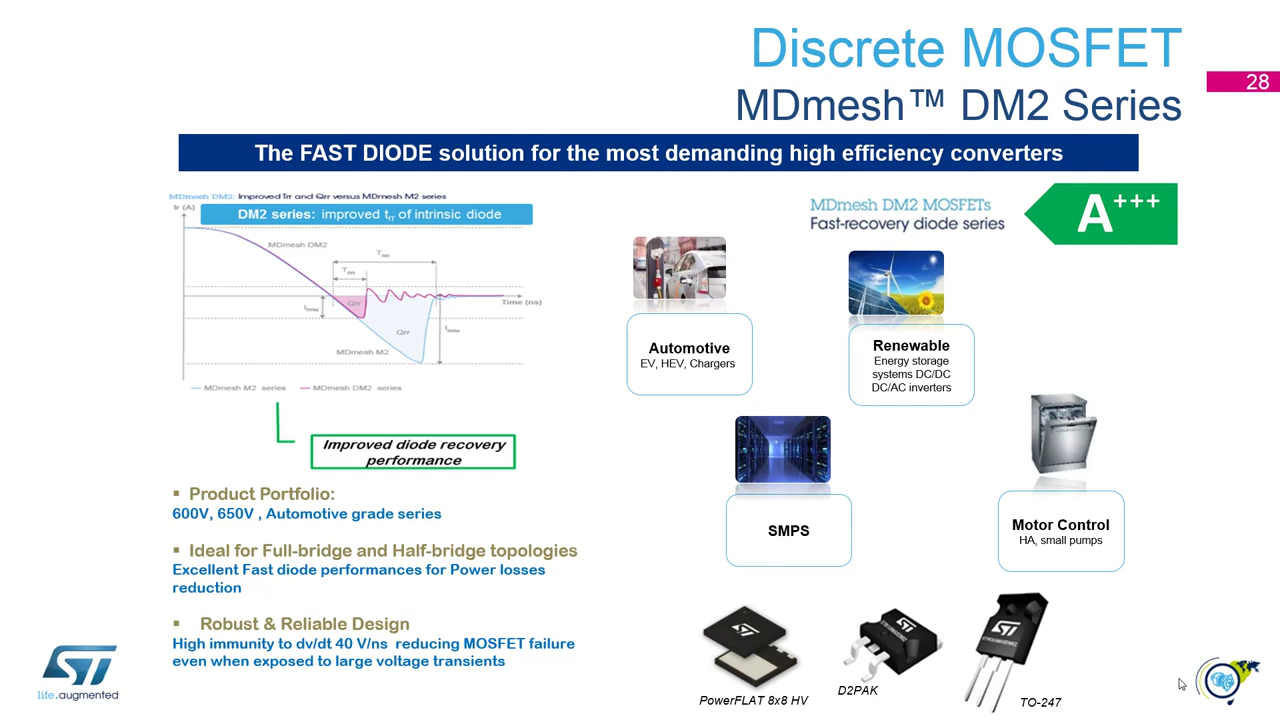 Discrete MOSFET
MDmesh™ DM2 Series
28
The FAST DIODE solution for the most demanding high efficiency converters
MDmesh DM2: Improved Trr and Qrr versus MDmesh M2 series
Ir (A)
DM2 series: improved trr of intrinsic diode
MDmesh DM2
Trr
Trr
Qrr
Time (ns)
Qrr
MDmesh M2
MDmesh M2 series
MDmesh DM2 series
Improved diode recovery
performance
▪ Product Portfolio:
600V, 650V , Automotive grade series
▪ Ideal for Full-bridge and Half-bridge topologies
Excellent Fast diode performances for Power losses
reduction
▪ Robust & Reliable Design
High immunity to dv/dt 40 V/ns reducing MOSFET failure
even when exposed to large voltage transients
MDmesh DM2 MOSFETs
Fast-recovery diode series
A+++
Automotive
EV, HEV, Chargers
Renewable
Energy storage
systems DC/DC
DC/AC inverters
SMPS
Motor Control
HA, small pumps
PowerFLAT 8x8 HV
D2PAK
TO-247
ST
life.augmented